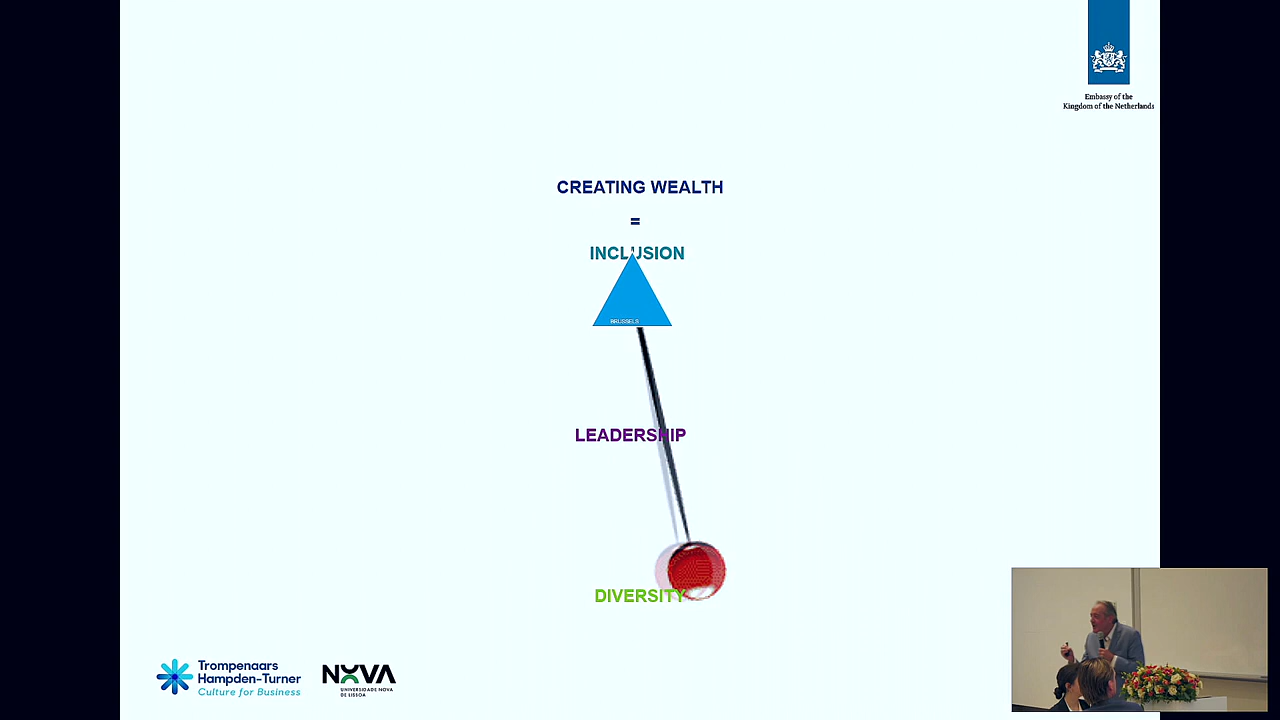 Embassy of the
Kingdom of the Netherlands
CREATING WEALTH
=
INCLUSION
BRUSSELS
LEADERSHIP
DIVERSITY
Trompenaars
Hampden-Turner
Culture for Business
NOVA
UNIVERSIDADE NOVA
DE LISBOA